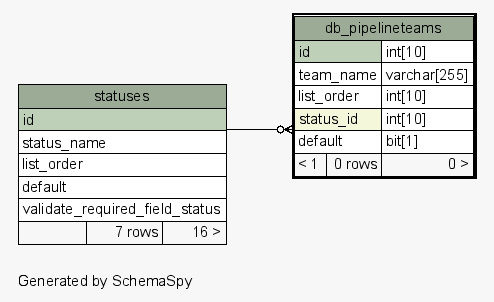 db_pipelineteams
id int[10]
team_name varchar[255]
list_order int[10]
status_id int[10]
default bit[1]
< 1 0 rows 0 >
statuses
id
status_name
list_order
default
validate_required_field_status
7 rows 16 >
Generated by SchemaSpy